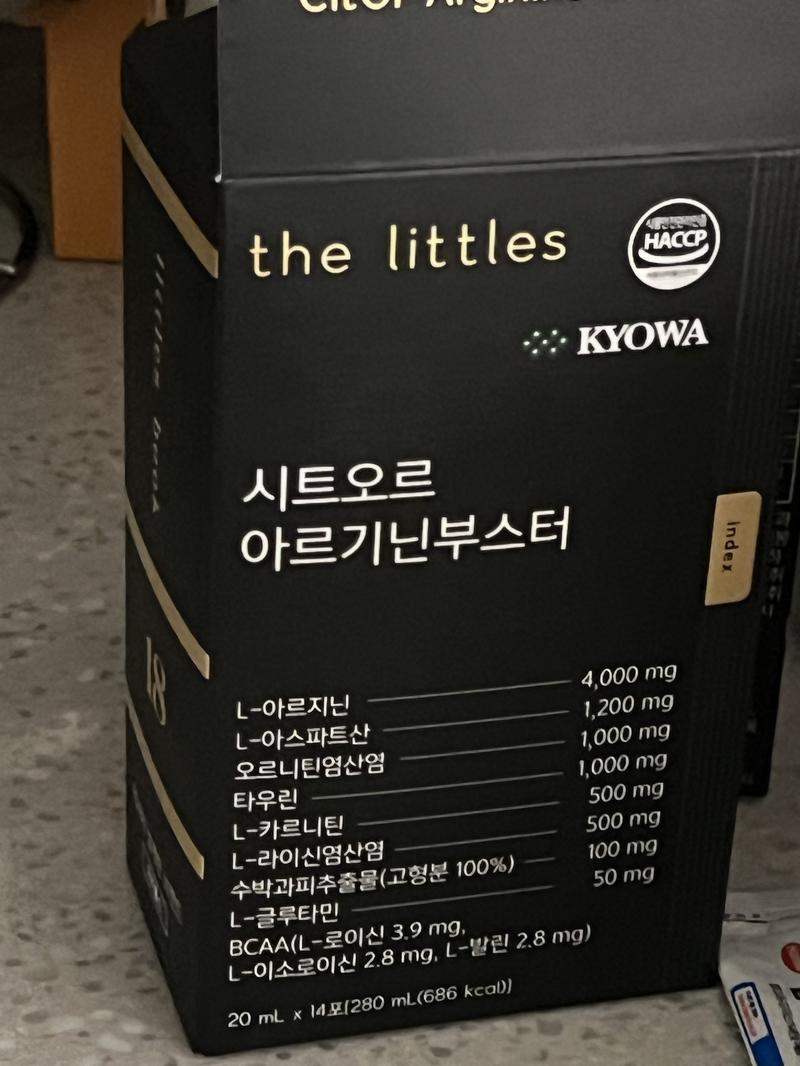 the littles
HACCP
KYOWA
시트오르
아르기닌부스터
index
18
L-아르지닌 4,000 mg
L-아스파트산 1,200 mg
오르니틴염산염 1,000 mg
타우린 1,000 mg
L-카르니틴 500 mg
L-라이신염산염 500 mg
수박과피추출물(고형분 100%) 100 mg
L-글루타민 50 mg
BCAA(L-로이신 3.9 mg,
L-이소로이신 2.8 mg, L-발린 2.8 mg)
20 mL x 14포[280 mL(686 kcal)]